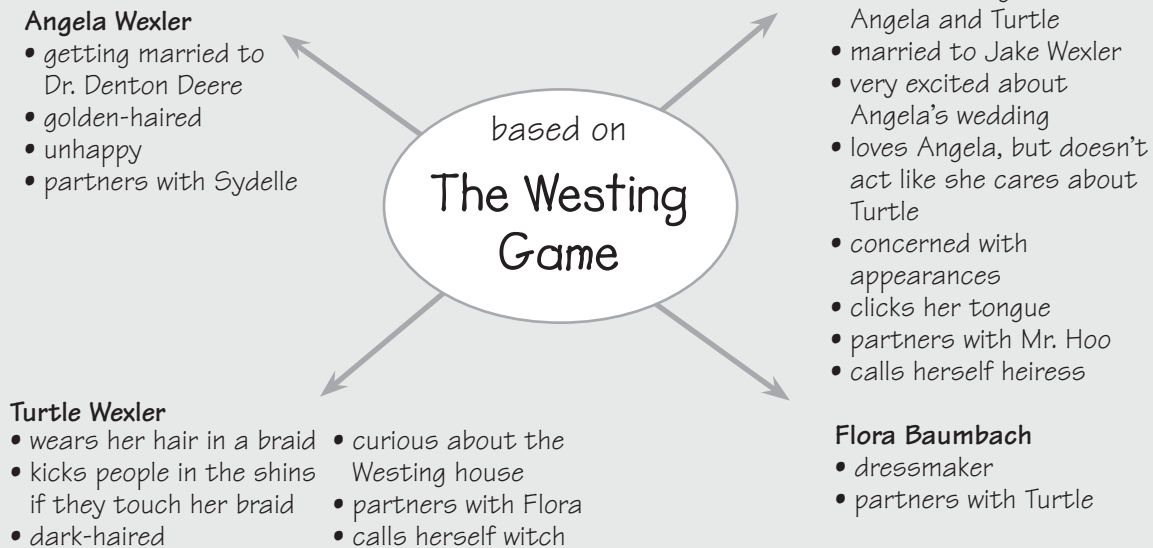 Angela Wexler
• getting married to
Dr. Denton Deere
• golden-haired
• unhappy
• partners with Sydelle
based on
The Westing
Game
Angela and Turtle
• married to Jake Wexler
• very excited about
Angela's wedding
• loves Angela, but doesn't
act like she cares about
Turtle
• concerned with
appearances
• clicks her tongue
• partners with Mr. Hoo
• calls herself heiress
Turtle Wexler
• wears her hair in a braid
• kicks people in the shins
if they touch her braid
• dark-haired
• curious about the
Westing house
• partners with Flora
• calls herself witch
Flora Baumbach
• dressmaker
• partners with Turtle